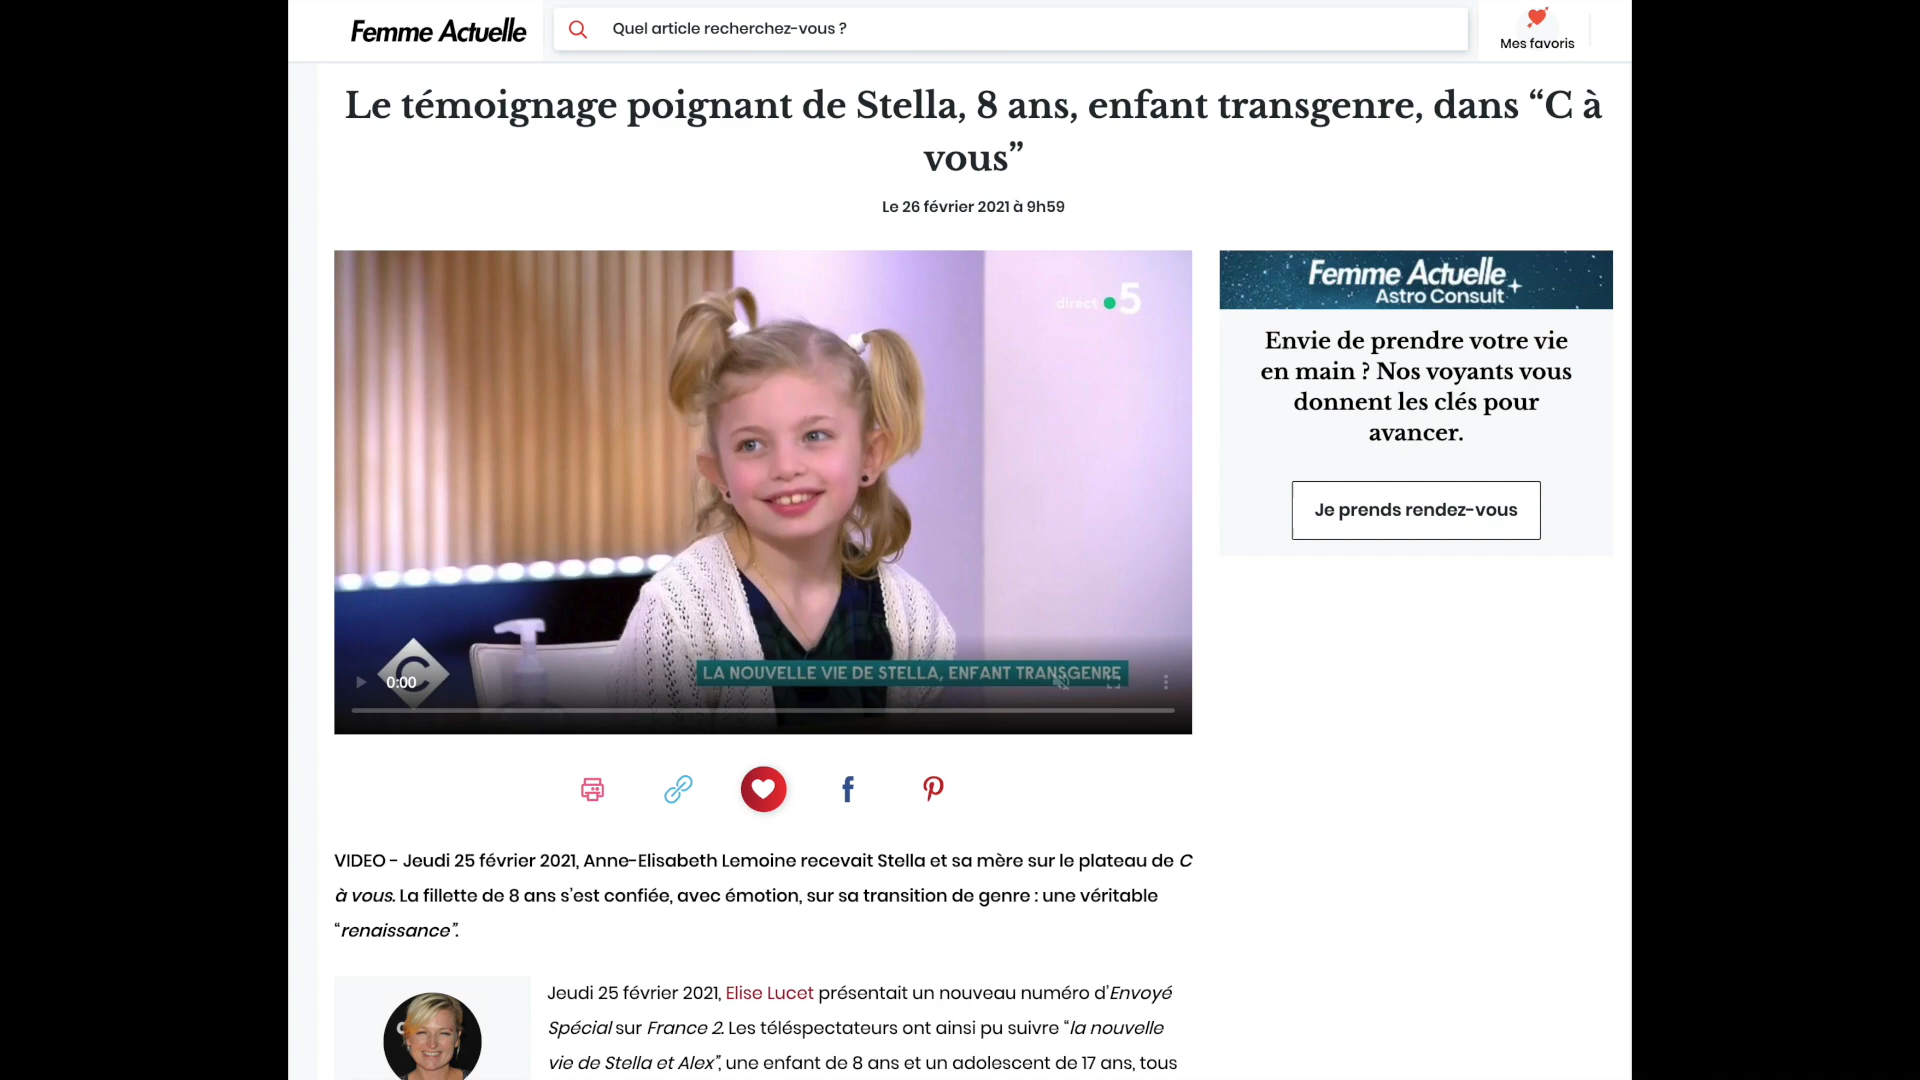 Femme Actuelle
Quel article recherchez-vous ?
Mes favoris
Le témoignage poignant de Stella, 8 ans, enfant transgenre, dans “C à
vous”
Le 26 février 2021 à 9h59
direct 5
C
0:00
LA NOUVELLE VIE DE STELLA, ENFANT TRANSGENRE
Femme Actuelle
Astro Consult
Envie de prendre votre vie
en main ? Nos voyants vous
donnent les clés pour
avancer.
Je prends rendez-vous
VIDEO - Jeudi 25 février 2021, Anne-Elisabeth Lemoine recevait Stella et sa mère sur le plateau de C
à vous. La fillette de 8 ans s’est confiée, avec émotion, sur sa transition de genre : une véritable
“renaissance”.
Jeudi 25 février 2021, Elise Lucet présentait un nouveau numéro d’Envoyé
Spécial sur France 2. Les téléspectateurs ont ainsi pu suivre “la nouvelle
vie de Stella et Alex”, une enfant de 8 ans et un adolescent de 17 ans, tous